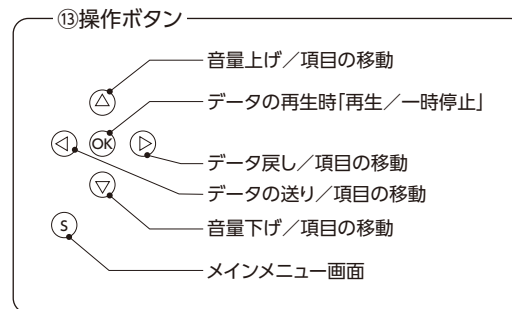 ⑬操作ボタン
音量上げ／項目の移動
データの再生時「再生／一時停止」
OK
データ戻し／項目の移動
データの送り／項目の移動
音量下げ／項目の移動
S
メインメニュー画面